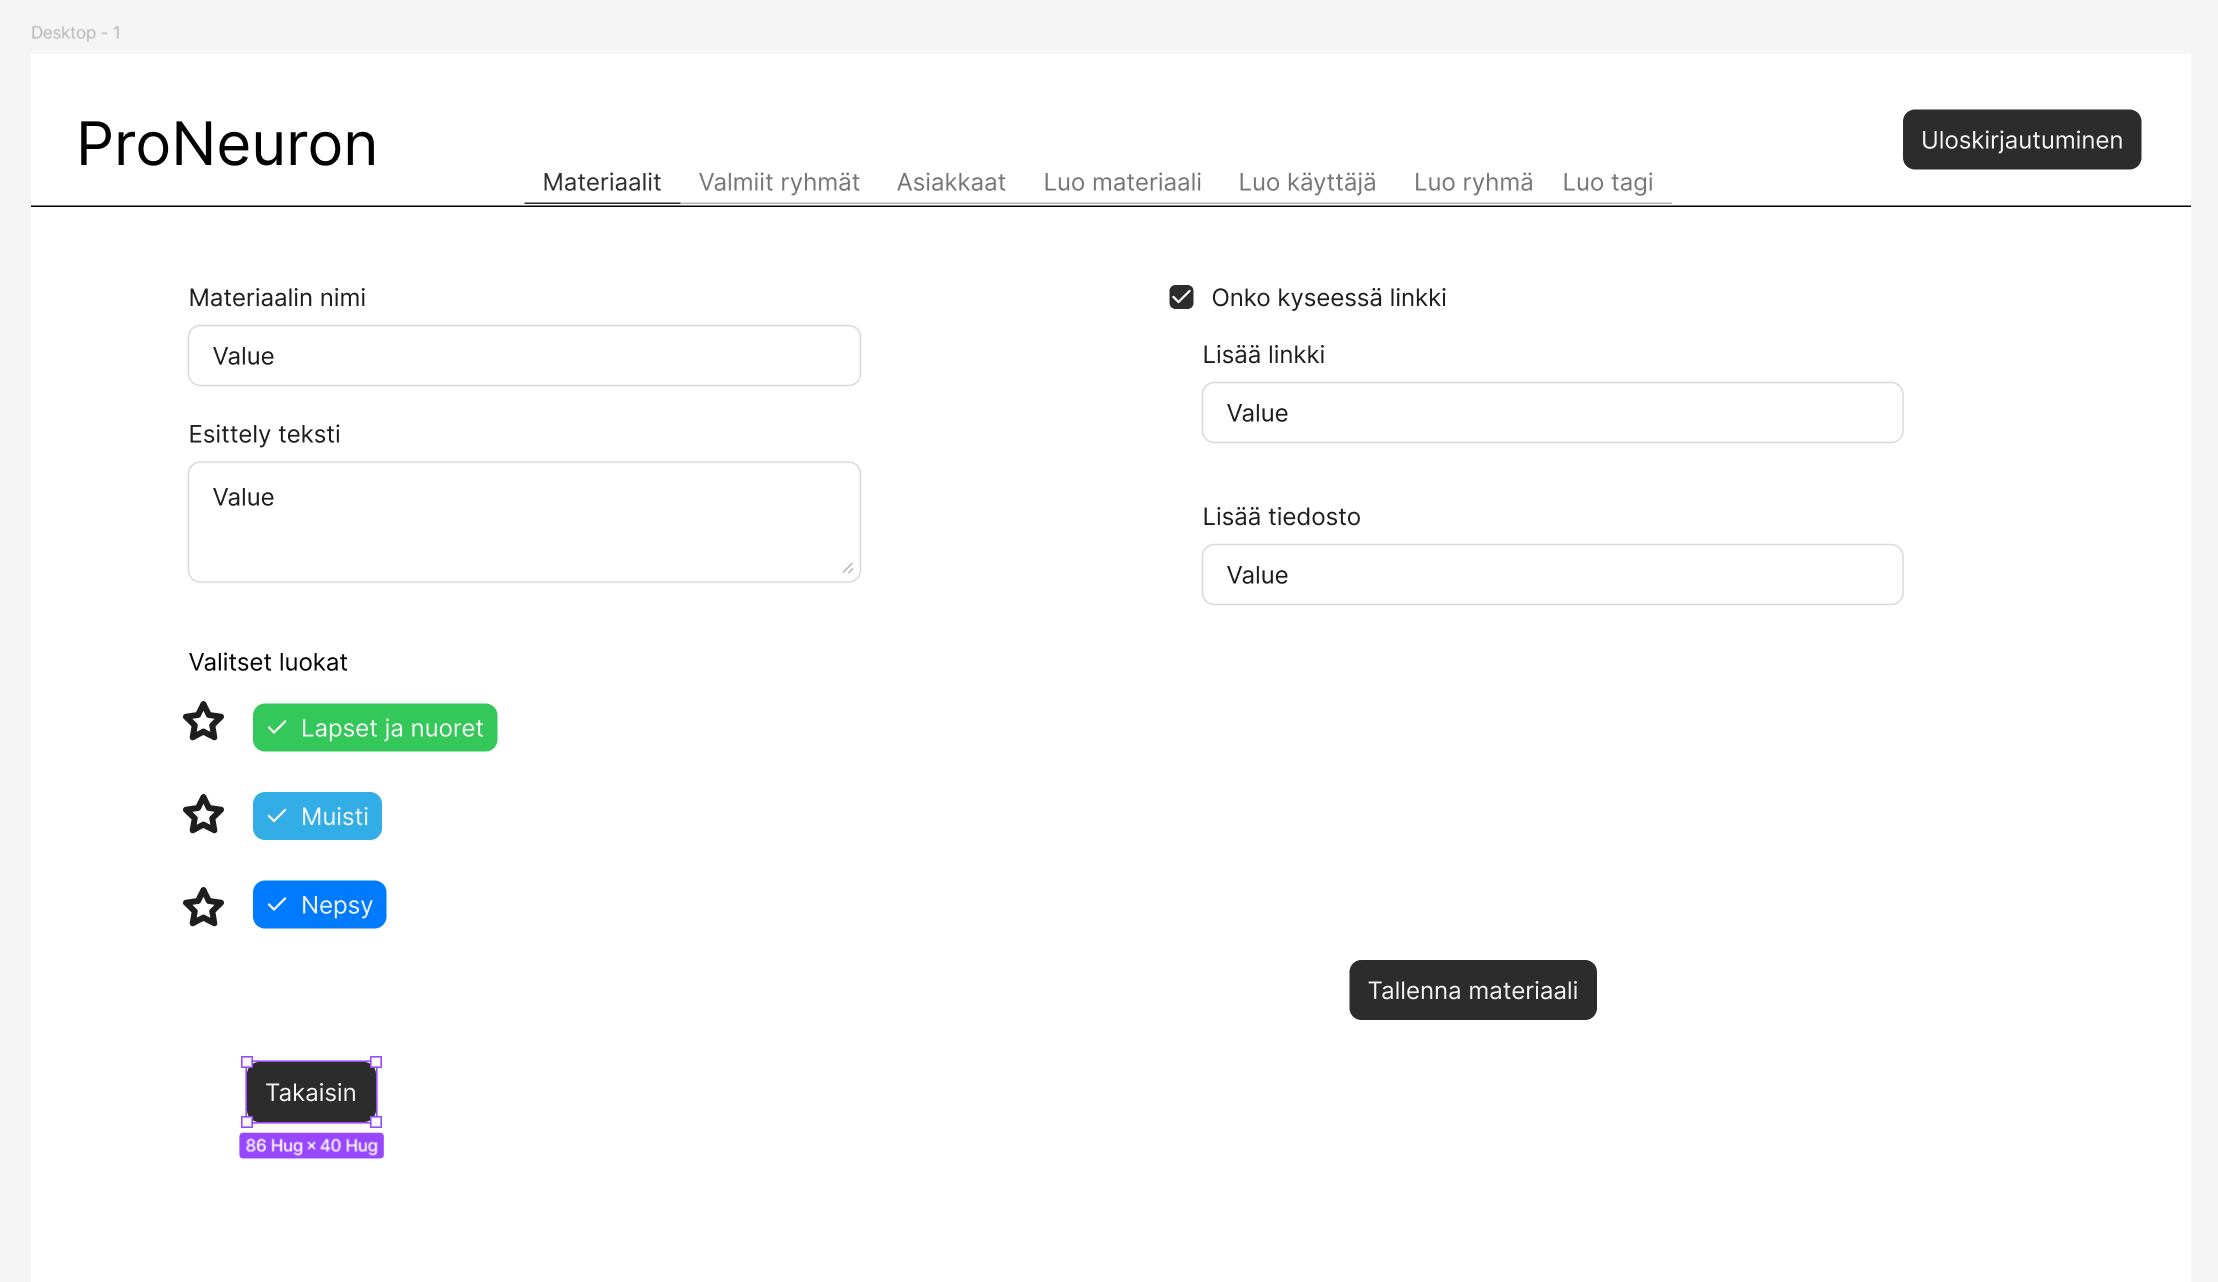 Desktop - 1
ProNeuron
Uloskirjautuminen
Materiaalit Valmiit ryhmät Asiakkaat Luo materiaali Luo käyttäjä Luo ryhmä Luo tagi
Materiaalin nimi
Value
Esittely teksti
Value
Valitset luokat
Lapset ja nuoret
Muisti
Nepsy
Takaisin
86 Hug × 40 Hug
Onko kyseessä linkki
Lisää linkki
Value
Lisää tiedosto
Value
Tallenna materiaali